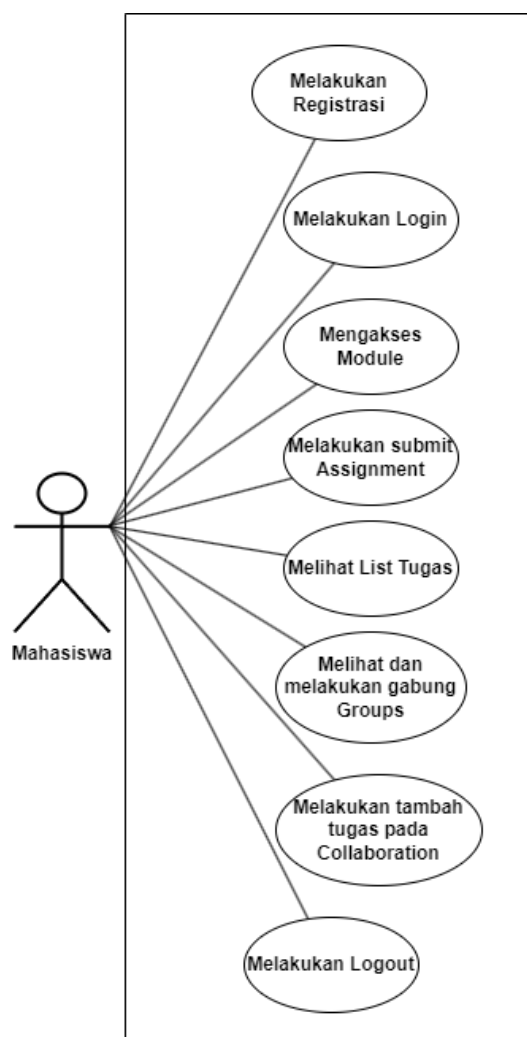 Melakukan
Registrasi
Melakukan Login
Mengakses
Module
Melakukan submit
Assignment
Melihat List Tugas
Mahasiswa
Melihat dan
melakukan gabung
Groups
Melakukan tambah
tugas pada
Collaboration
Melakukan Logout